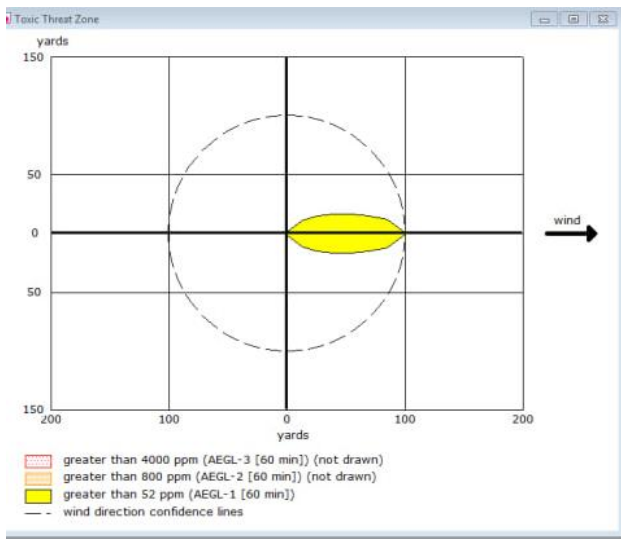 Toxic Threat Zone
yards
150
50
0
50
150
wind
200
100
0
100
200
yards
greater than 4000 ppm (AEGL-3 [60 min]) (not drawn)
greater than 800 ppm (AEGL-2 [60 min]) (not drawn)
greater than 52 ppm (AEGL-1 [60 min])
wind direction confidence lines